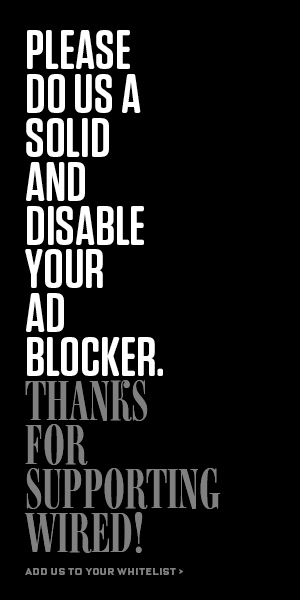 PLEASE
DO US A
SOLID
AND
DISABLE
YOUR
AD
BLOCKER.
THANKS
FOR
SUPPORTING
WIRED!
ADD US TO YOUR WHITELIST >